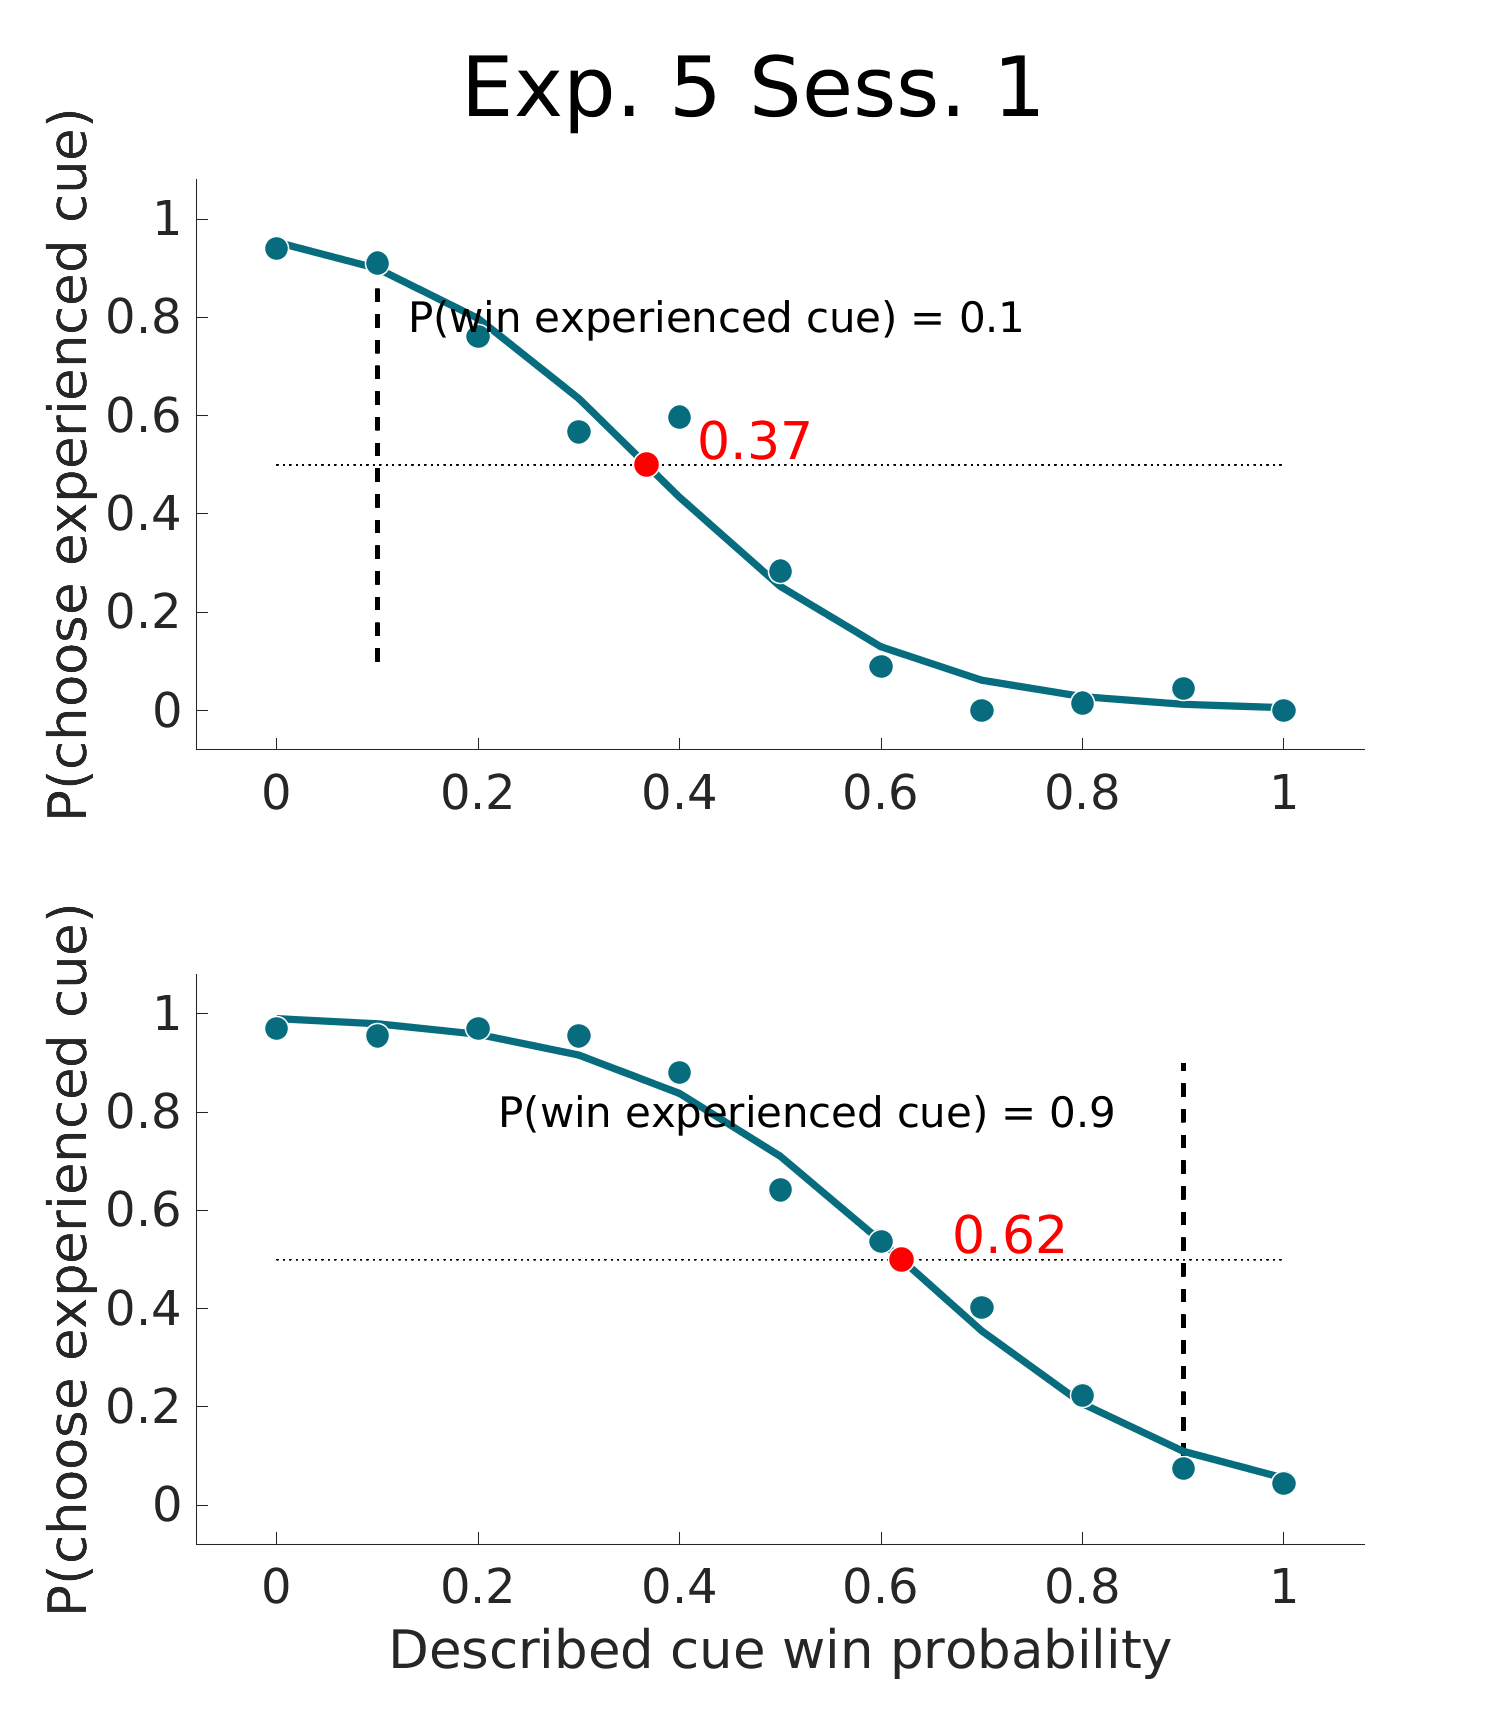 Exp. 5 Sess. 1
P(choose experienced cue)
1
0.8
0.6
0.4
0.2
0
P(win experienced cue) = 0.1
0.37
0 0.2 0.4 0.6 0.8 1
P(choose experienced cue)
1
0.8
0.6
0.4
0.2
0
P(win experienced cue) = 0.9
0.62
0 0.2 0.4 0.6 0.8 1
Described cue win probability